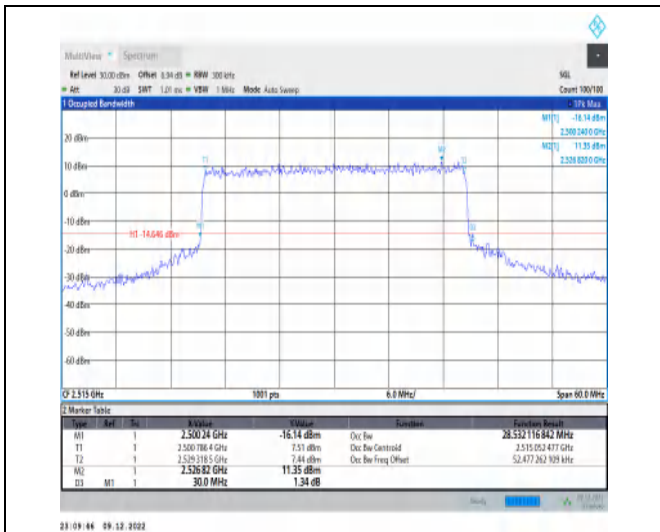 MultiView Spectrum
Ref Level 30.00 dBm Offset 8.34 dB RBW 300 kHz SGL
Att 30 dB SWT 1.01 ms VBW 1 MHz Mode Auto Sweep Count 100/100
1 Occupied Bandwidth 1Pk Max
M1[1] -16.14 dBm
2.500 240 0 GHz
M2[1] 11.35 dBm
2.526 820 0 GHz
20 dBm
10 dBm
0 dBm
-10 dBm
H1 -14.646 dBm
-20 dBm
-30 dBm
-40 dBm
-50 dBm
-60 dBm
T1
M2
T2
M1
D3
CF 2.515 GHz 1001 pts 6.0 MHz/ Span 60.0 MHz
2 Marker Table
Type Ref Trc X-Value Y-Value Function Function Result
M1 1 2.500 24 GHz -16.14 dBm Occ Bw 28.532 116 842 MHz
T1 1 2.500 786 4 GHz 7.51 dBm Occ Bw Centroid 2.515 052 477 GHz
T2 1 2.529 318 5 GHz 7.44 dBm Occ Bw Freq Offset 52.477 262 109 kHz
M2 1 2.526 82 GHz 11.35 dBm
D3 M1 1 30.0 MHz 1.34 dB
Ready
23:09:46 09.12.2022